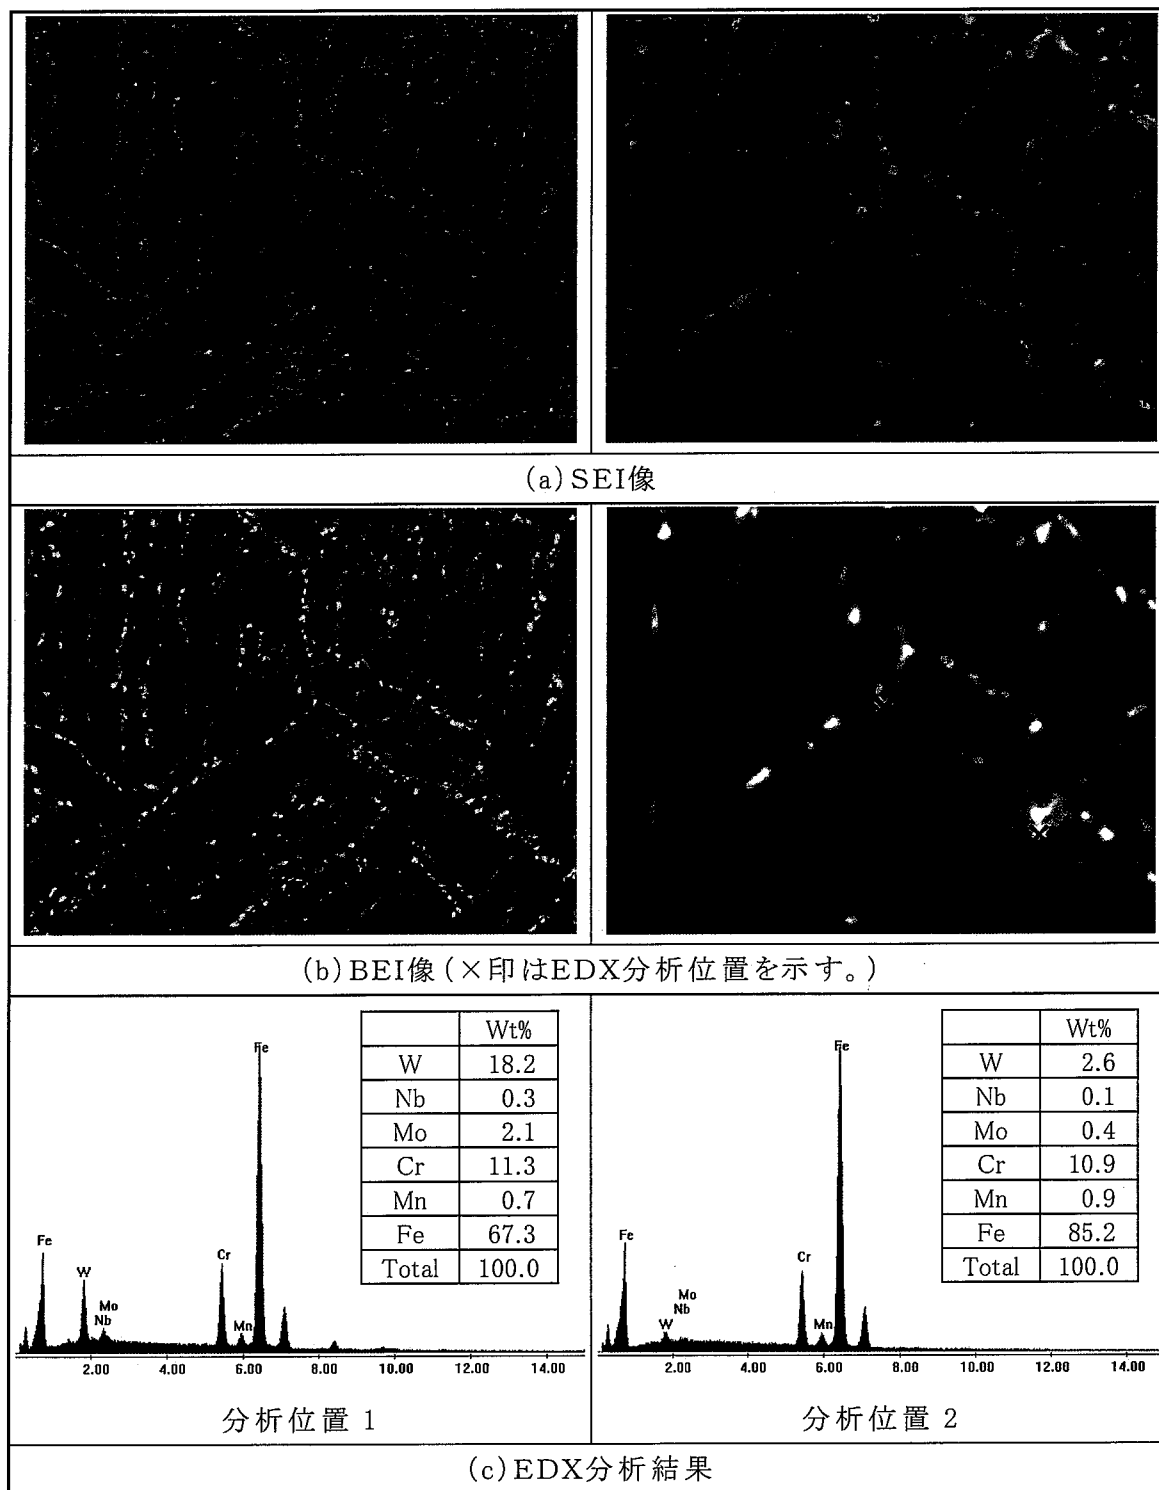 (a)SEI像
(b)BEI像(×印はEDX分析位置を示す。)
Wt%
W 18.2
Nb 0.3
Mo 2.1
Cr 11.3
Mn 0.7
Fe 67.3
Total 100.0
Fe
Fe
W
Mo
Nb
Cr
Mn
2.00 4.00 6.00 8.00 10.00 12.00 14.00
分析位置 1
Wt%
W 2.6
Nb 0.1
Mo 0.4
Cr 10.9
Mn 0.9
Fe 85.2
Total 100.0
Fe
Fe
Mo
Nb
W
Cr
Mn
2.00 4.00 6.00 8.00 10.00 12.00 14.00
分析位置 2
(c)EDX分析結果